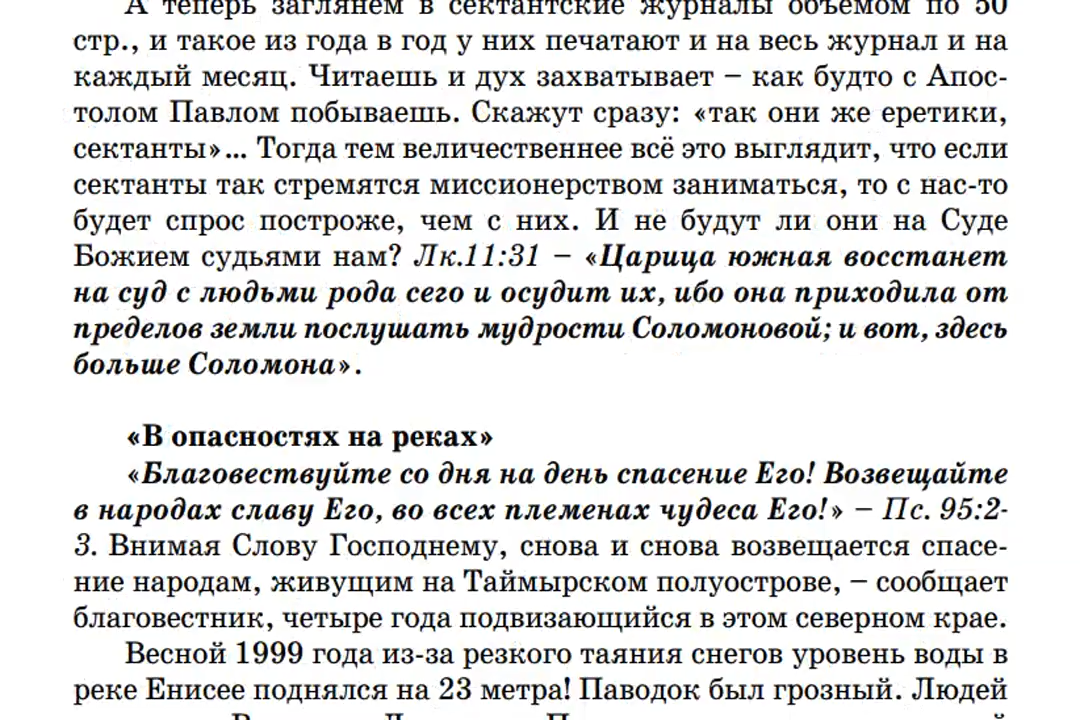 А теперь заглянем в сектантские журналы объёмом по 50
стр., и такое из года в год у них печатают и на весь журнал и на
каждый месяц. Читаешь и дух захватывает – как будто с Апос-
толом Павлом побываешь. Скажут сразу: «так они же еретики,
сектанты»... Тогда тем величественнее всё это выглядит, что если
сектанты так стремятся миссионерством заниматься, то с нас-то
будет спрос построже, чем с них. И не будут ли они на Суде
Божием судьями нам? Лк.11:31 – «Царица южная восстанет
на суд с людьми рода сего и осудит их, ибо она приходила от
пределов земли послушать мудрости Соломоновой; и вот, здесь
больше Соломона».
«В опасностях на реках»
«Благовествуйте со дня на день спасение Его! Возвещайте
в народах славу Его, во всех племенах чудеса Его!» – Пс. 95:2-
3. Внимая Слову Господнему, снова и снова возвещается спасе-
ние народам, живущим на Таймырском полуострове, – сообщает
благовестник, четыре года подвизающийся в этом северном крае.
Весной 1999 года из-за резкого таяния снегов уровень воды в
реке Енисее поднялся на 23 метра! Паводок был грозный. Людей